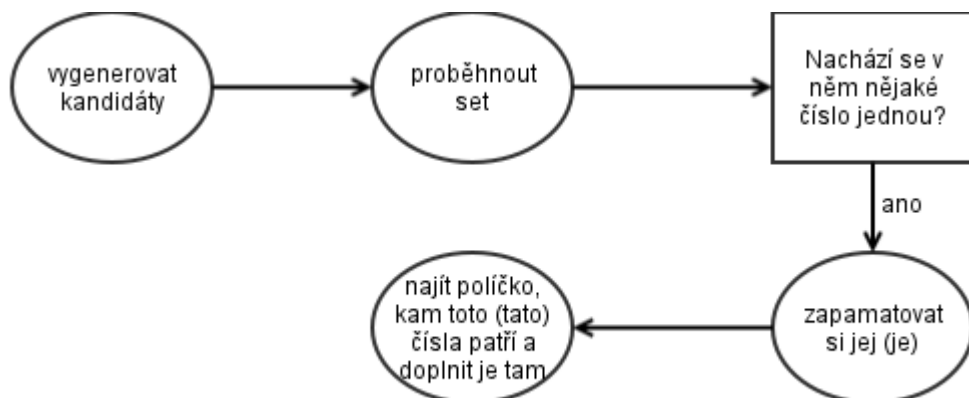 vygenerovat
kandidáty
proběhnout
set
Nachází se v
něm nějaké
číslo jednou?
ano
zapamatovat
si jej (je)
najít políčko,
kam toto (tato)
čísla patří a
doplnit je tam